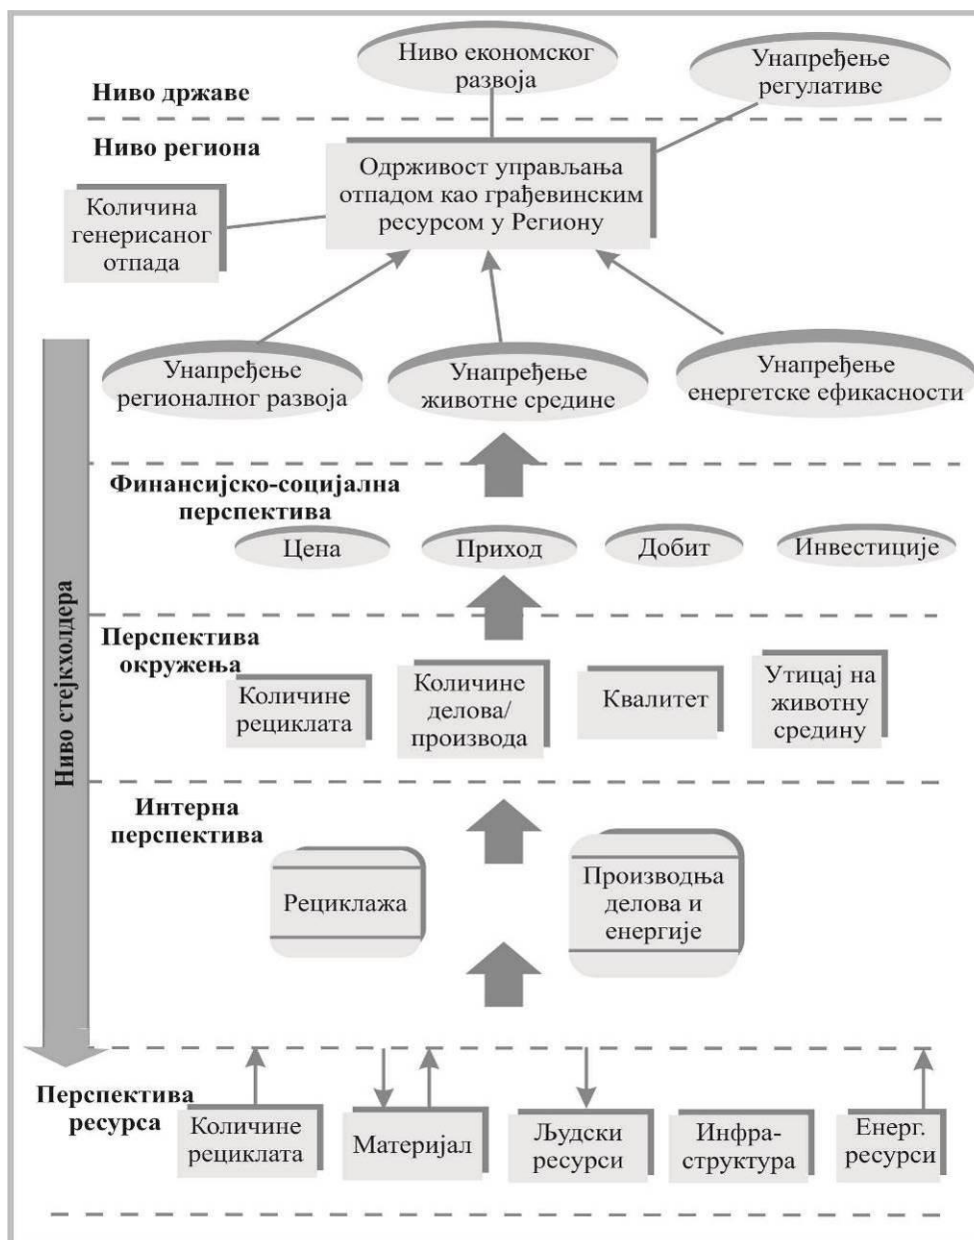 Ниво економског
развоја
Унапређење
регулативе
Ниво државе
Ниво региона
Одрживост управљања
отпадом као грађевинским
ресурсом у Региону
Количина
генерисаног
отпада
Унапређење
регионалног развоја
Унапређење
животне средине
Унапређење
енергетске ефикасности
Ниво стејкхолдера
Финансијско-социјална
перспектива
Цена
Приход
Добит
Инвестиције
Перспектива
окружења
Количине
рециклата
Количине
делова/
производа
Квалитет
Утицај на
животну
средину
Интерна
перспектива
Рециклажа
Производња
делова и
енергије
Перспектива
ресурса
Количине
рециклата
Материјал
Људски
ресурси
Инфра-
структура
Енерг.
ресурси